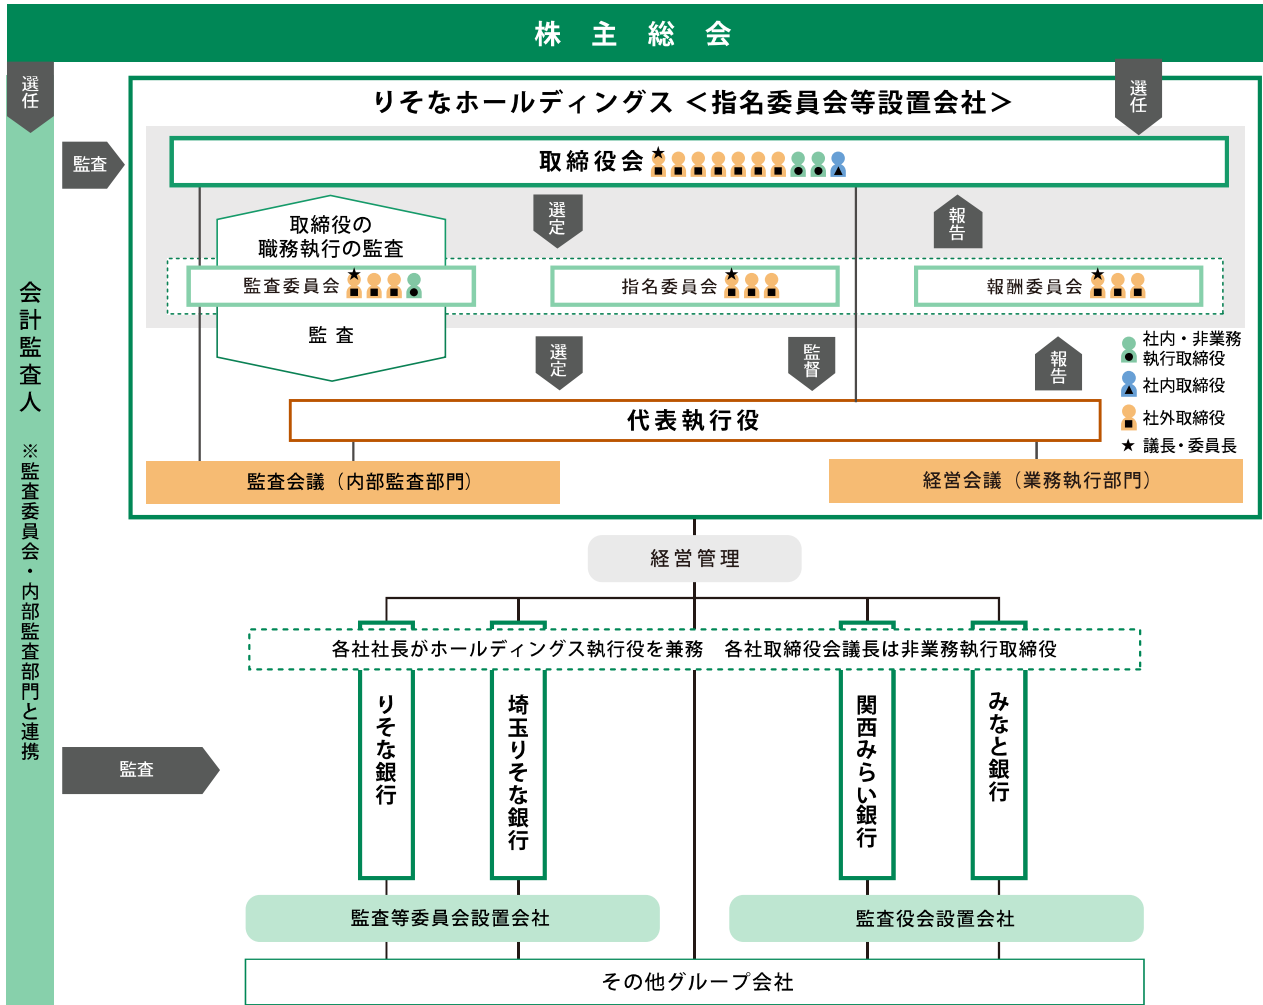 株主総会
選任
選任
りそなホールディングス ＜指名委員会等設置会社＞
監査
取締役会
取締役の
職務執行の監査
選定
報告
監査委員会
指名委員会
報酬委員会
監査
選定
監督
報告
社内・非業務
執行取締役
社内取締役
社外取締役
★ 議長・委員長
代表執行役
監査会議（内部監査部門）
経営会議（業務執行部門）
会計監査人
※監査委員会・内部監査部門と連携
経営管理
各社社長がホールディングス執行役を兼務　各社取締役会議長は非業務執行取締役
りそな銀行
埼玉りそな銀行
関西みらい銀行
みなと銀行
監査
監査等委員会設置会社
監査役会設置会社
その他グループ会社